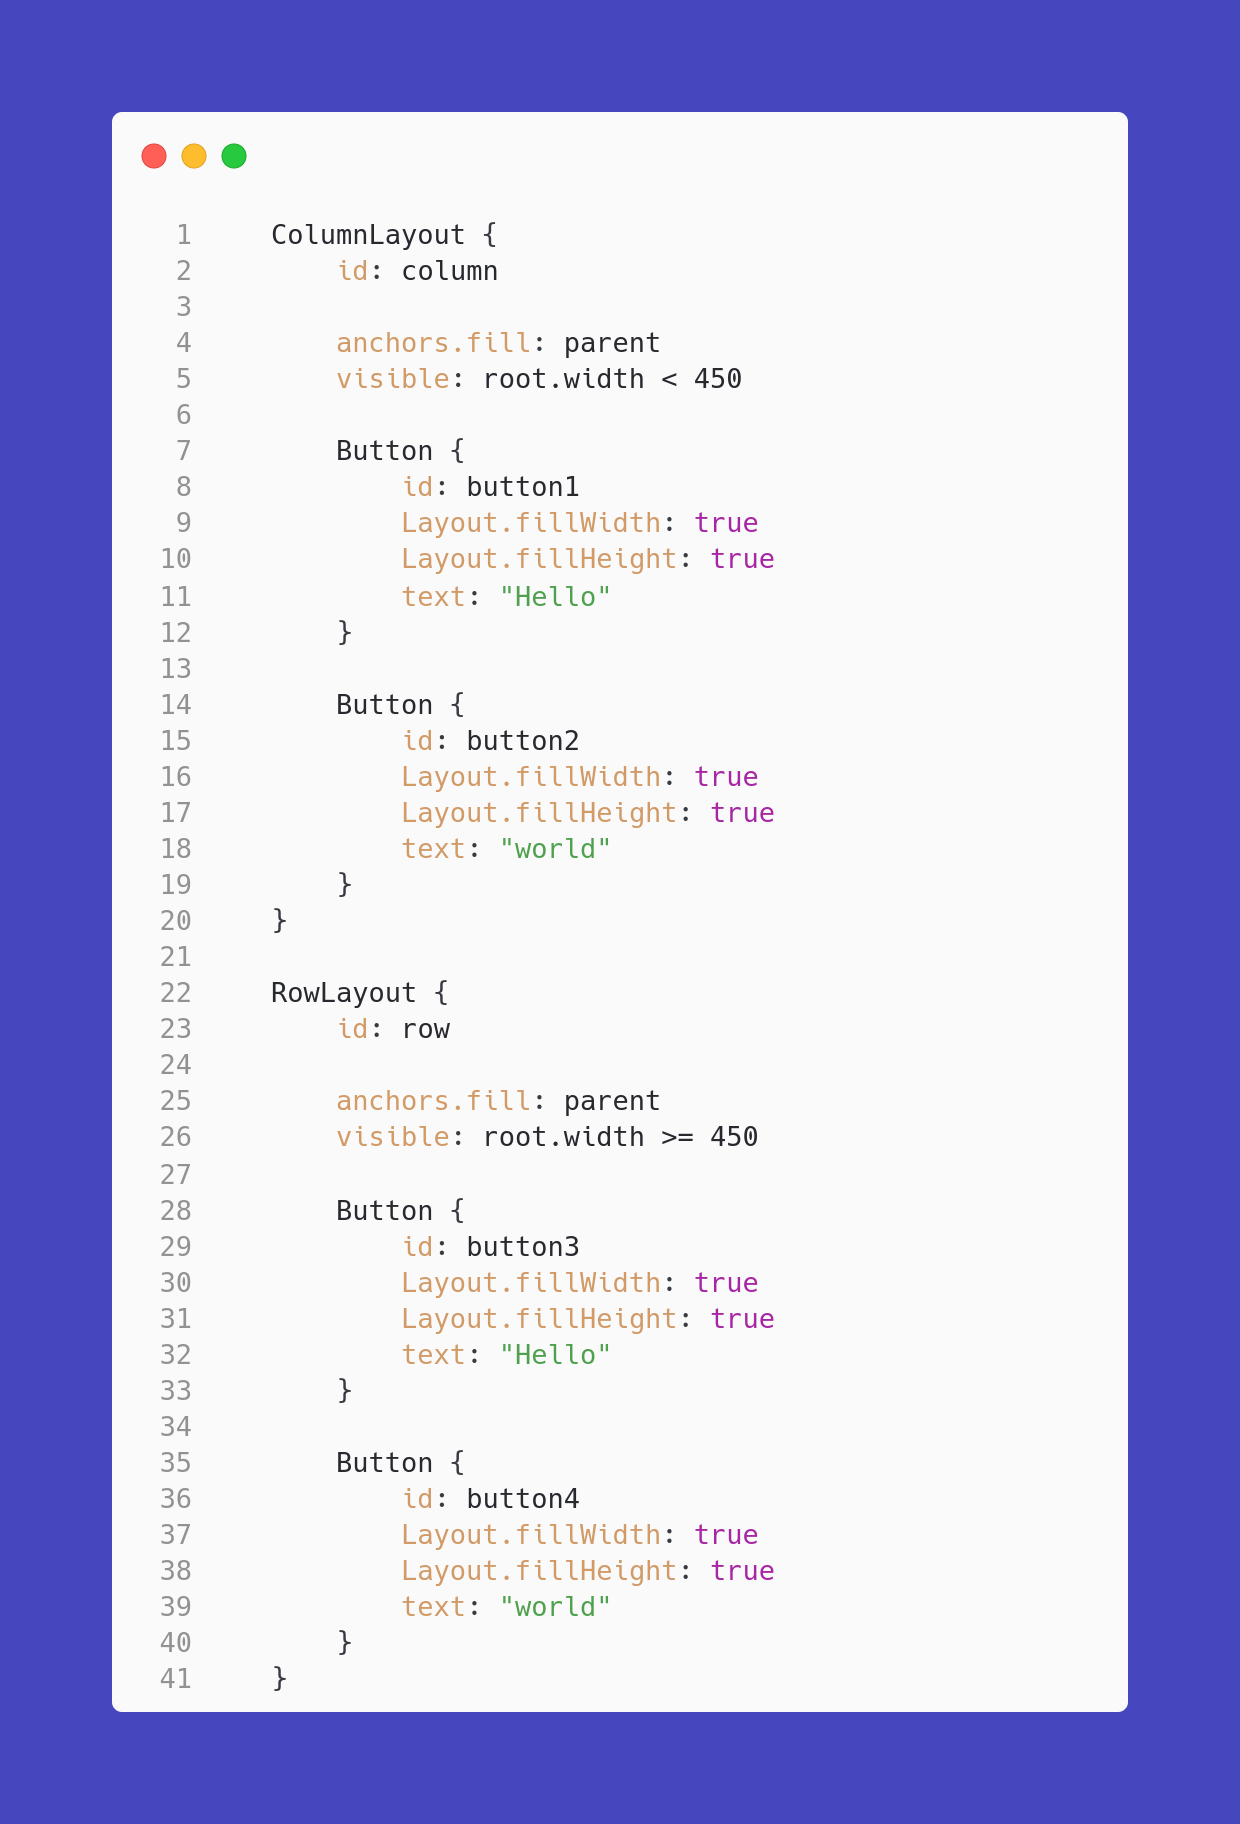 1 ColumnLayout {
2 id: column
3
4 anchors.fill: parent
5 visible: root.width < 450
6
7 Button {
8 id: button1
9 Layout.fillWidth: true
10 Layout.fillHeight: true
11 text: "Hello"
12 }
13
14 Button {
15 id: button2
16 Layout.fillWidth: true
17 Layout.fillHeight: true
18 text: "world"
19 }
20 }
21
22 RowLayout {
23 id: row
24
25 anchors.fill: parent
26 visible: root.width >= 450
27
28 Button {
29 id: button3
30 Layout.fillWidth: true
31 Layout.fillHeight: true
32 text: "Hello"
33 }
34
35 Button {
36 id: button4
37 Layout.fillWidth: true
38 Layout.fillHeight: true
39 text: "world"
40 }
41 }